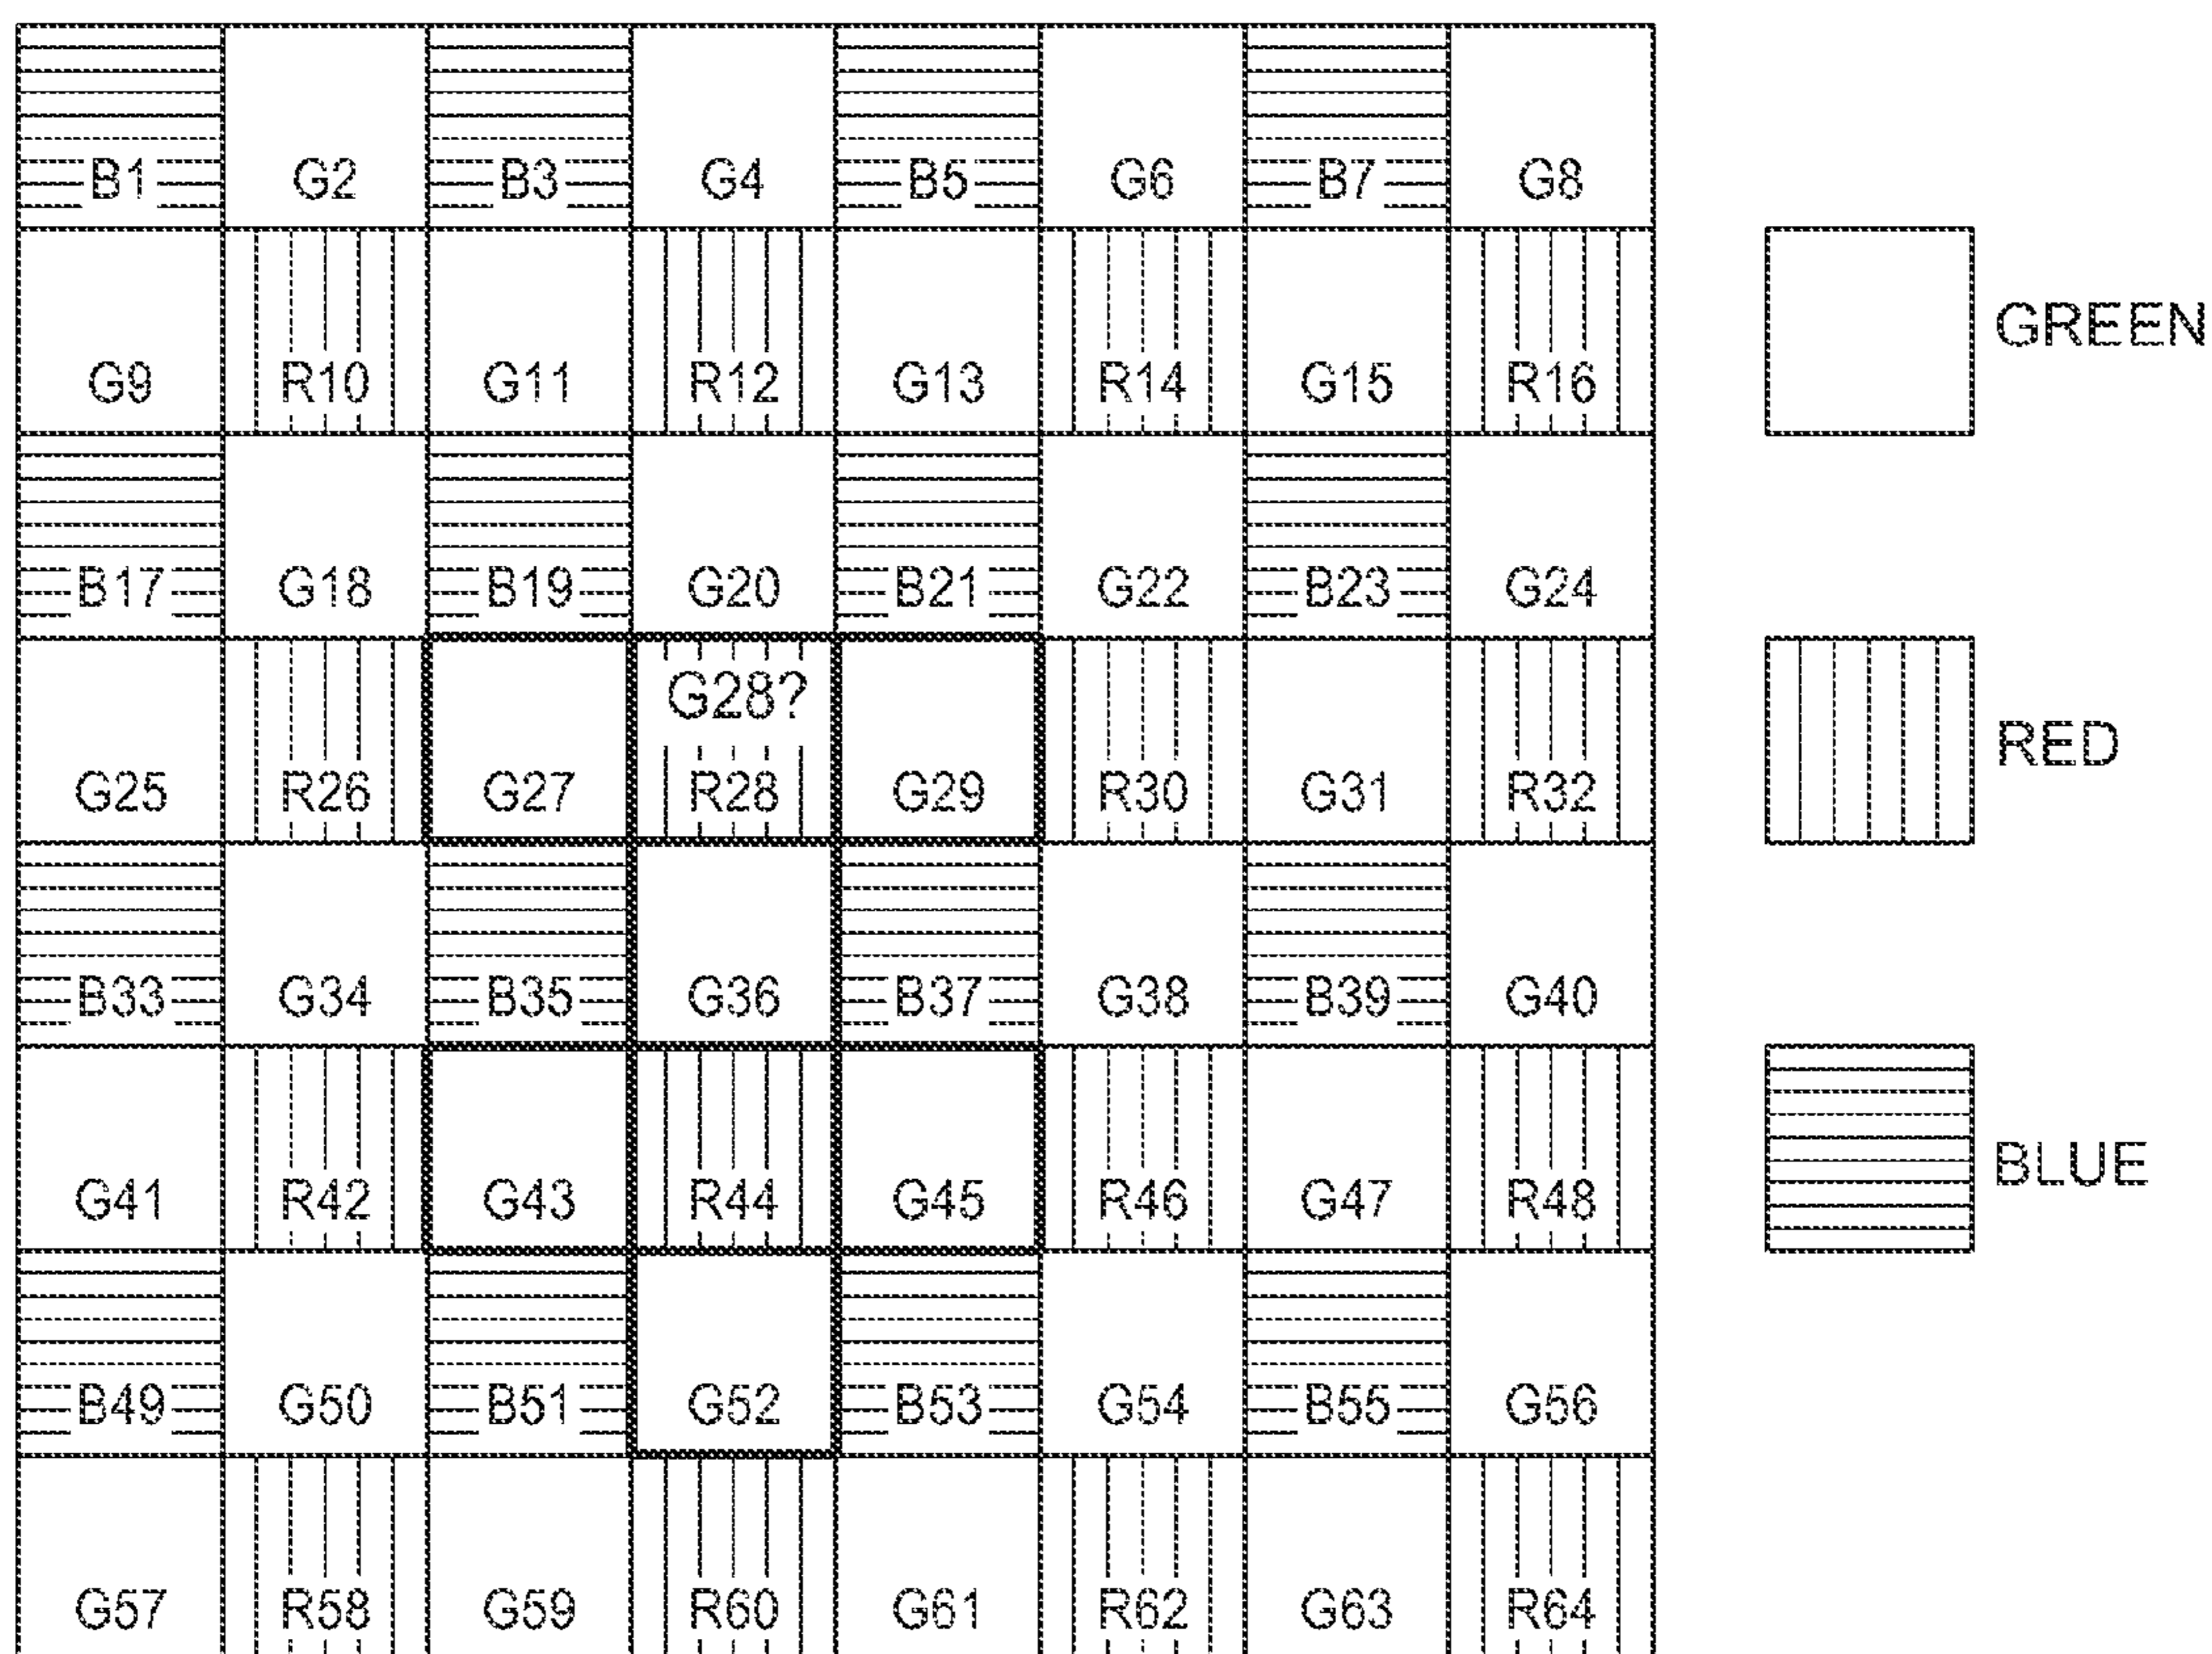 B1 G2 B3 G4 B5 G6 B7 G8
G9 R10 G11 R12 G13 R14 G15 R16 GREEN
B17 G18 B19 G20 B21 G22 B23 G24
G28?
G25 R26 G27 R28 G29 R30 G31 R32 RED
B33 G34 B35 G36 B37 G38 B39 G40
G41 R42 G43 R44 G45 R46 G47 R48 BLUE
B49 G50 B51 G52 B53 G54 B55 G56
G57 R58 G59 R60 G61 R62 G63 R64